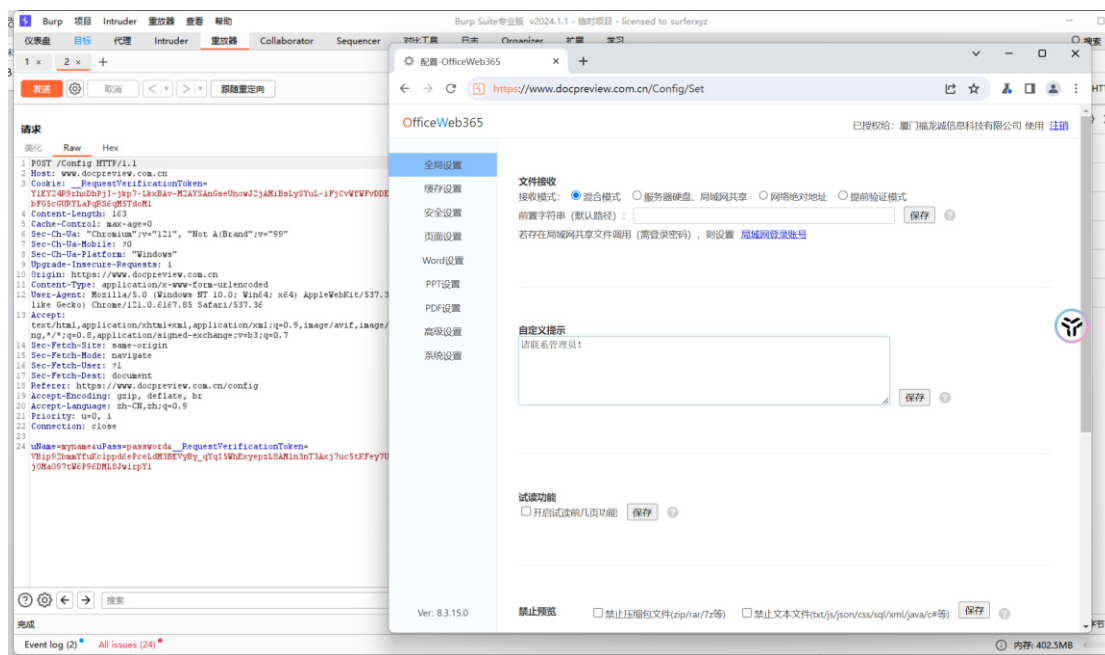 Burp 项目 Intruder 重放器 查看 帮助
Burp Suite专业版 v2024.1.1 - 临时项目 - licensed to surferxyz
仪表盘 目标 代理 Intruder 重放器 Collaborator Sequencer 对比工具 日志 Organizer 扩展 学习
搜索
1 × 2 × +
发送 取消 < > 跟随重定向
请求
美化 Raw Hex
1 POST /Config HTTP/1.1
2 Host: www.docpreview.com.cn
3 Cookie: __RequestVerificationToken=
4 Content-Length: 163
5 Cache-Control: max-age=0
6 Sec-Ch-Ua: "Chromium";v="121", "Not A(Brand";v="99"
7 Sec-Ch-Ua-Mobile: ?0
8 Sec-Ch-Ua-Platform: "Windows"
9 Upgrade-Insecure-Requests: 1
10 Origin: https://www.docpreview.com.cn
11 Content-Type: application/x-www-form-urlencoded
12 User-Agent: Mozilla/5.0 (Windows NT 10.0; Win64; x64) AppleWebKit/537.3
like Gecko) Chrome/121.0.6167.85 Safari/537.36
13 Accept:
text/html,application/xhtml+xml,application/xml;q=0.9,image/avif,image/
ng,*/*;q=0.8,application/signed-exchange;v=b3;q=0.7
14 Sec-Fetch-Site: same-origin
15 Sec-Fetch-Mode: navigate
16 Sec-Fetch-User: ?1
17 Sec-Fetch-Dest: document
18 Referer: https://www.docpreview.com.cn/config
19 Accept-Encoding: gzip, deflate, br
20 Accept-Language: zh-CN,zh;q=0.9
21 Priority: u=0, i
22 Connection: close
23
24 uName=myname&uPass=password&__RequestVerificationToken=
搜索
完成
Event log (2) All issues (24)
内存: 402.5MB
配置-OfficeWeb365
https://www.docpreview.com.cn/Config/Set
OfficeWeb365
已授权给: 厦门福龙诚信息科技有限公司 使用 注销
全局设置
缓存设置
安全设置
页面设置
Word设置
PPT设置
PDF设置
高级设置
系统设置
Ver: 8.3.15.0
文件接收
接收模式: 混合模式 服务器硬盘、局域网共享 网络绝对地址 提前验证模式
前置字符串 (默认路径) : 保存
若存在局域网共享文件调用 (需登录密码) , 则设置 局域网登录账号
自定义提示
请联系管理员!
保存
试读功能
开启试读前几页功能 保存
禁止预览 禁止压缩包文件(zip/rar/7z等) 禁止文本文件(txt/js/json/css/sql/xml/java/c#等) 保存